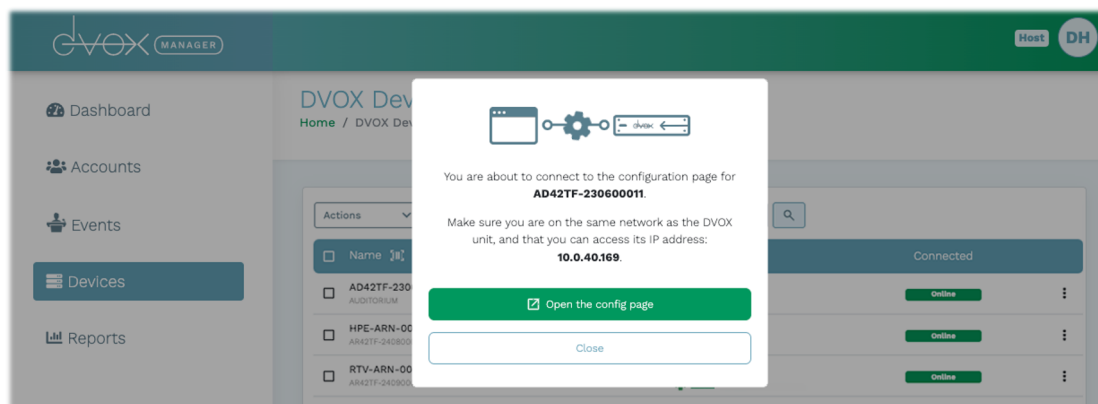 dvox MANAGER
Host
DH
Dashboard
Accounts
Events
Devices
Reports
DVOX Dev
Home / DVOX Dev
Actions
Name
Connected
AD42TF-230
AUDITORIUM
Online
HPE-ARN-00
AR42TF-240800
Online
RTV-ARN-00
AR42TF-240800
Online
dvox
You are about to connect to the configuration page for
AD42TF-230600011.
Make sure you are on the same network as the DVOX
unit, and that you can access its IP address:
10.0.40.169.
Open the config page
Close